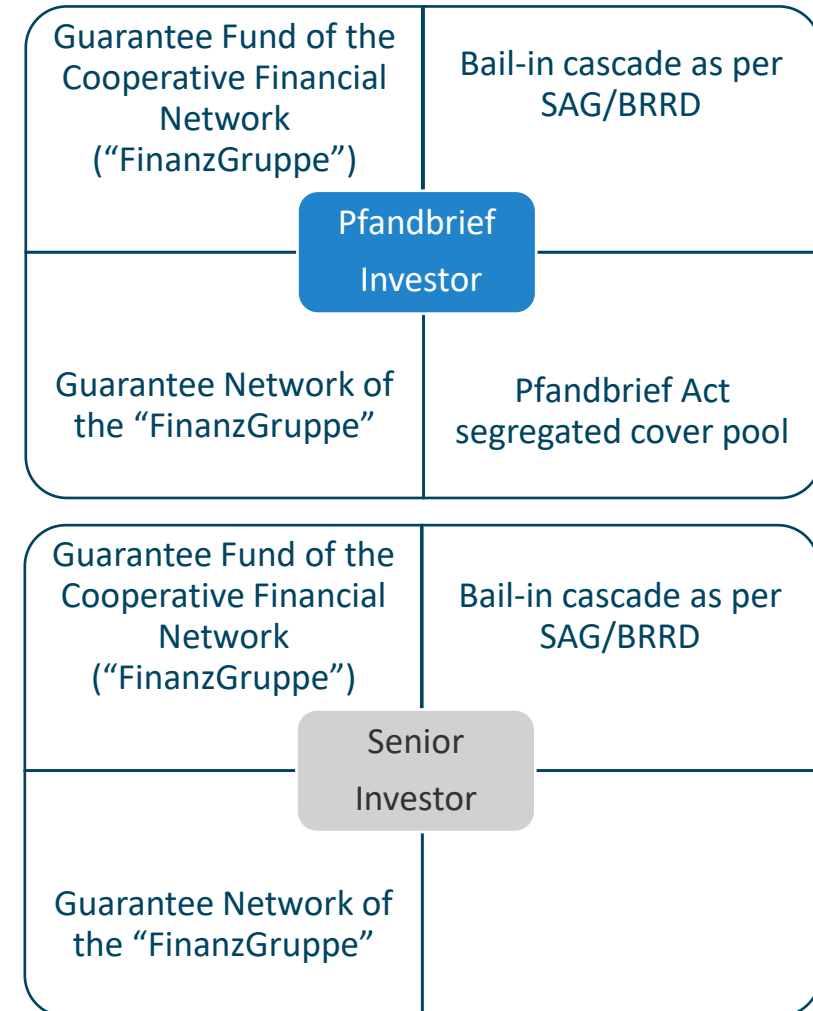 Guarantee Fund of the
Cooperative Financial
Network
(“FinanzGruppe”)
Bail-in cascade as per
SAG/BRRD
Pfandbrief
Investor
Guarantee Network of
the “FinanzGruppe”
Pfandbrief Act
segregated cover pool
Guarantee Fund of the
Cooperative Financial
Network
(“FinanzGruppe”)
Bail-in cascade as per
SAG/BRRD
Senior
Investor
Guarantee Network of
the “FinanzGruppe”